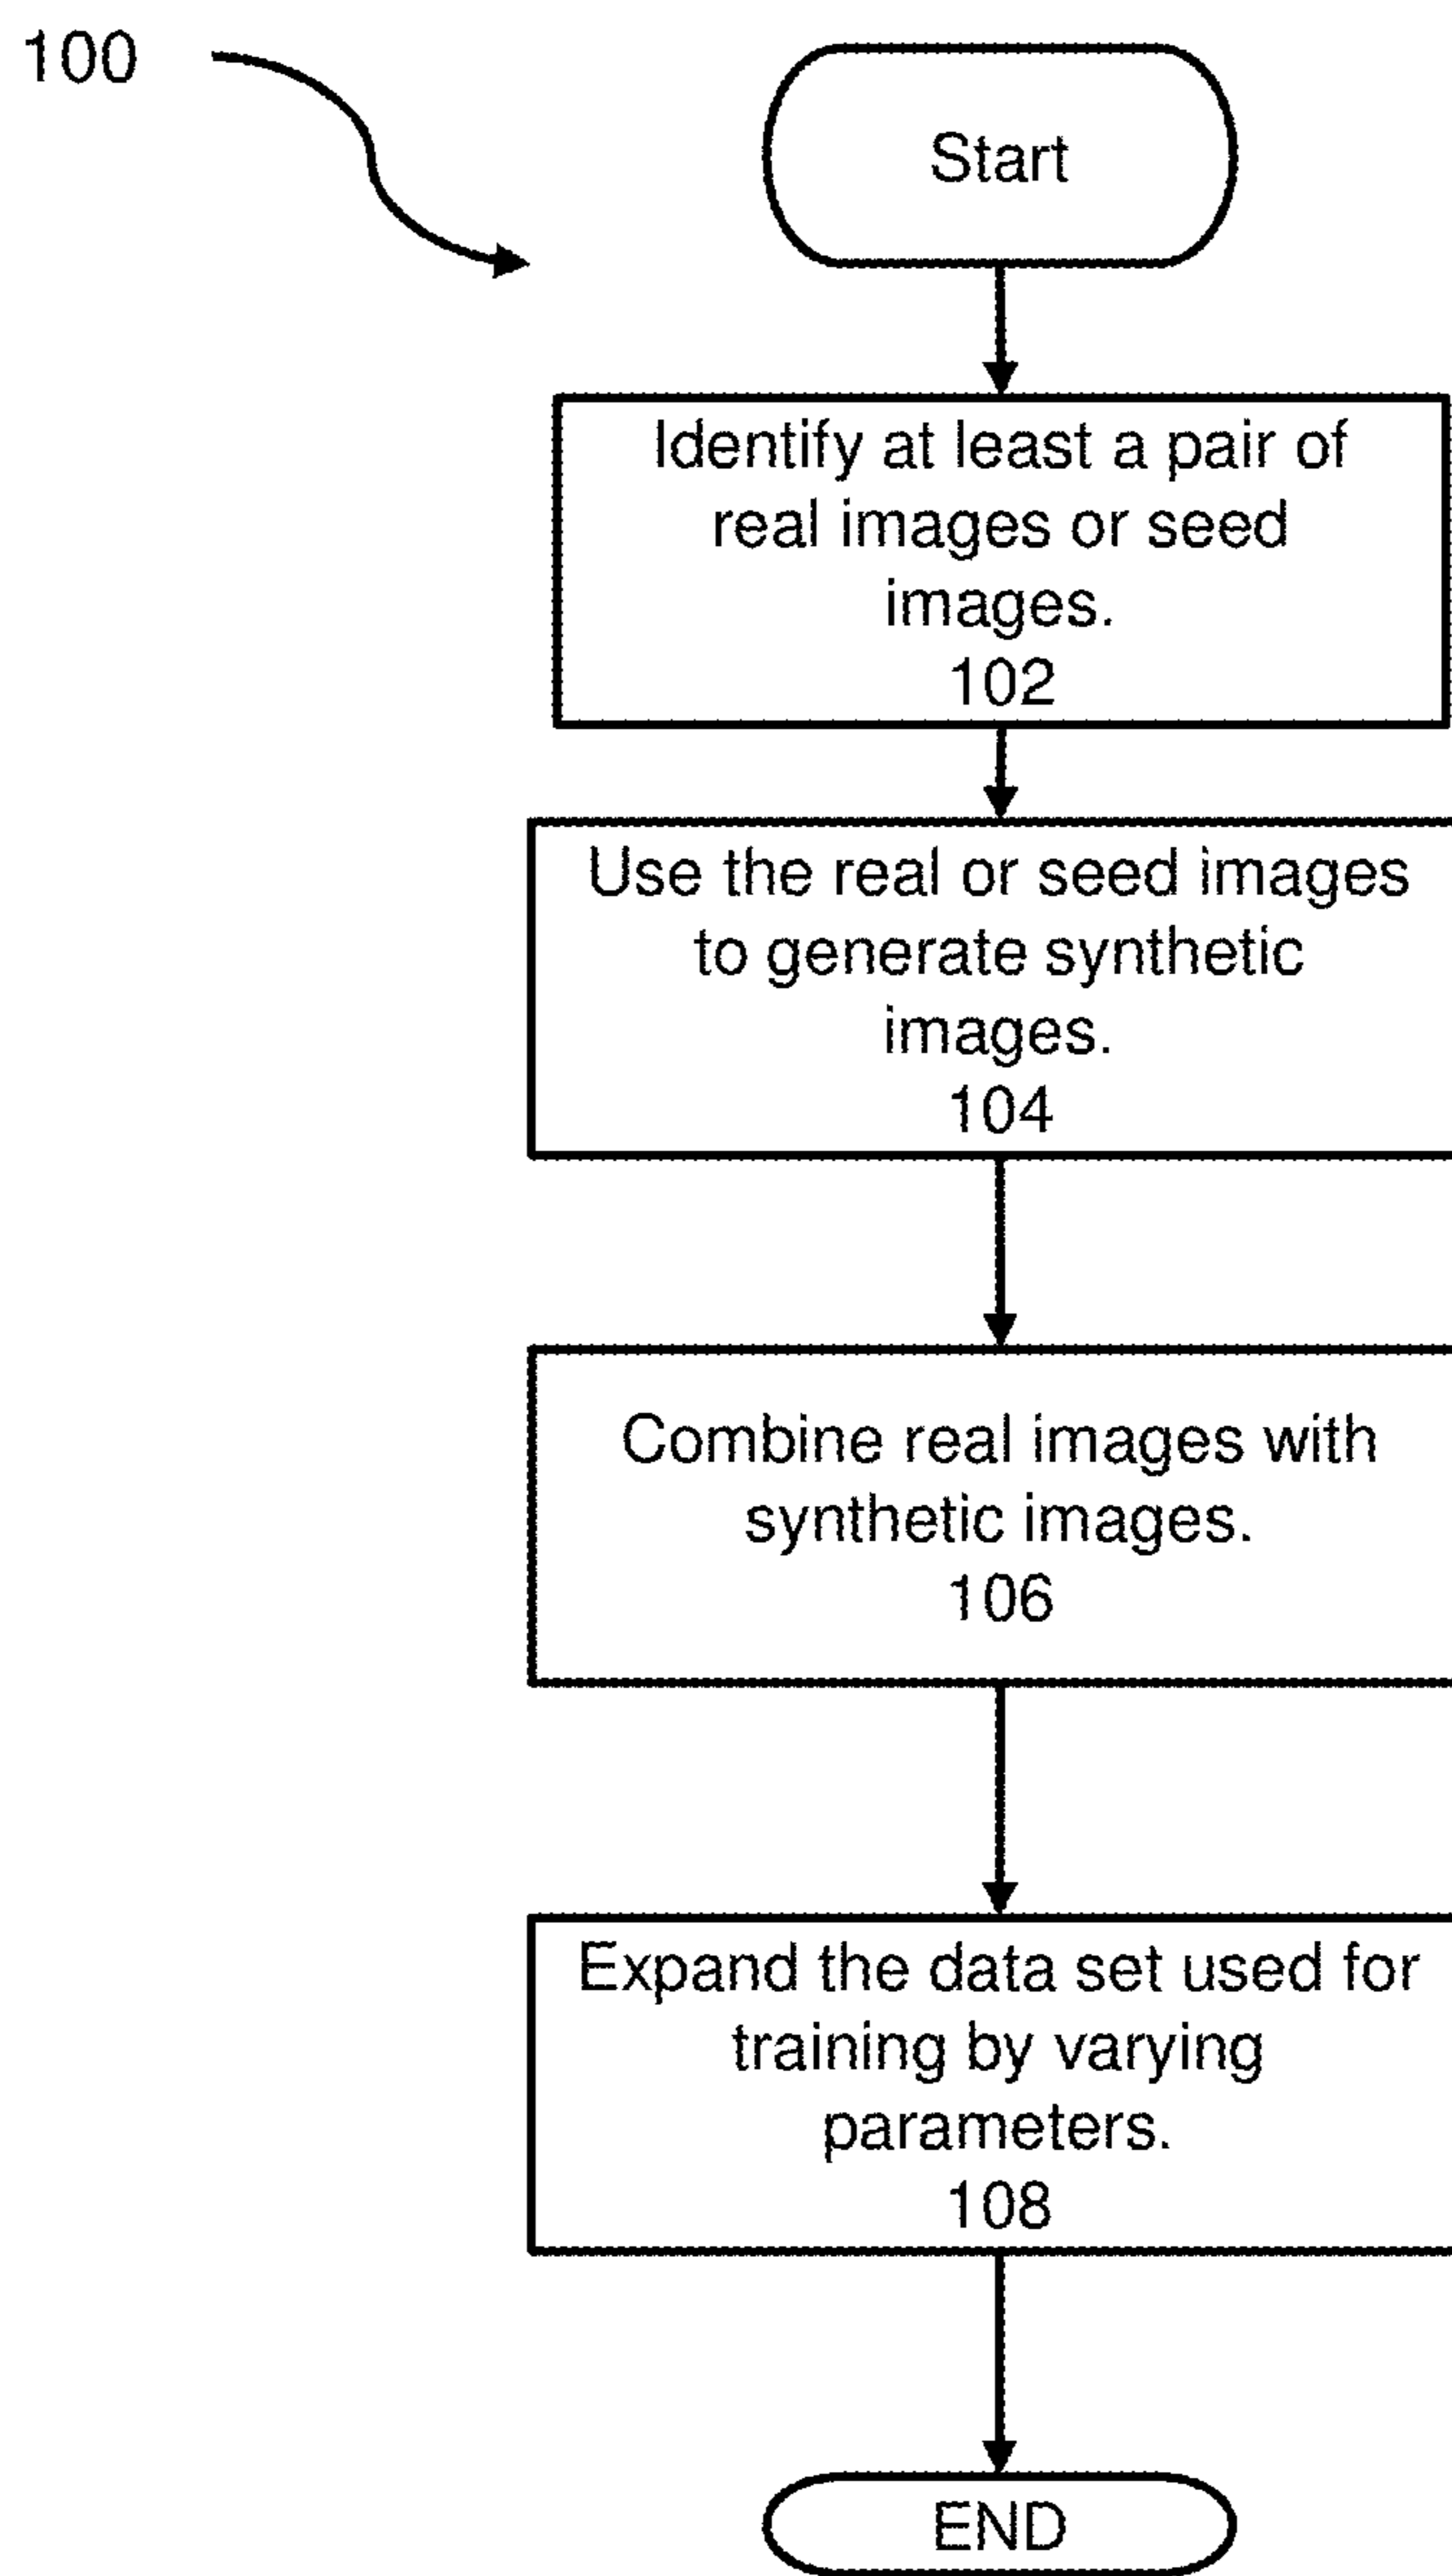 100
Start
Identify at least a pair of
real images or seed
images.
102
Use the real or seed images
to generate synthetic
images.
104
Combine real images with
synthetic images.
106
Expand the data set used for
training by varying
parameters.
108
END